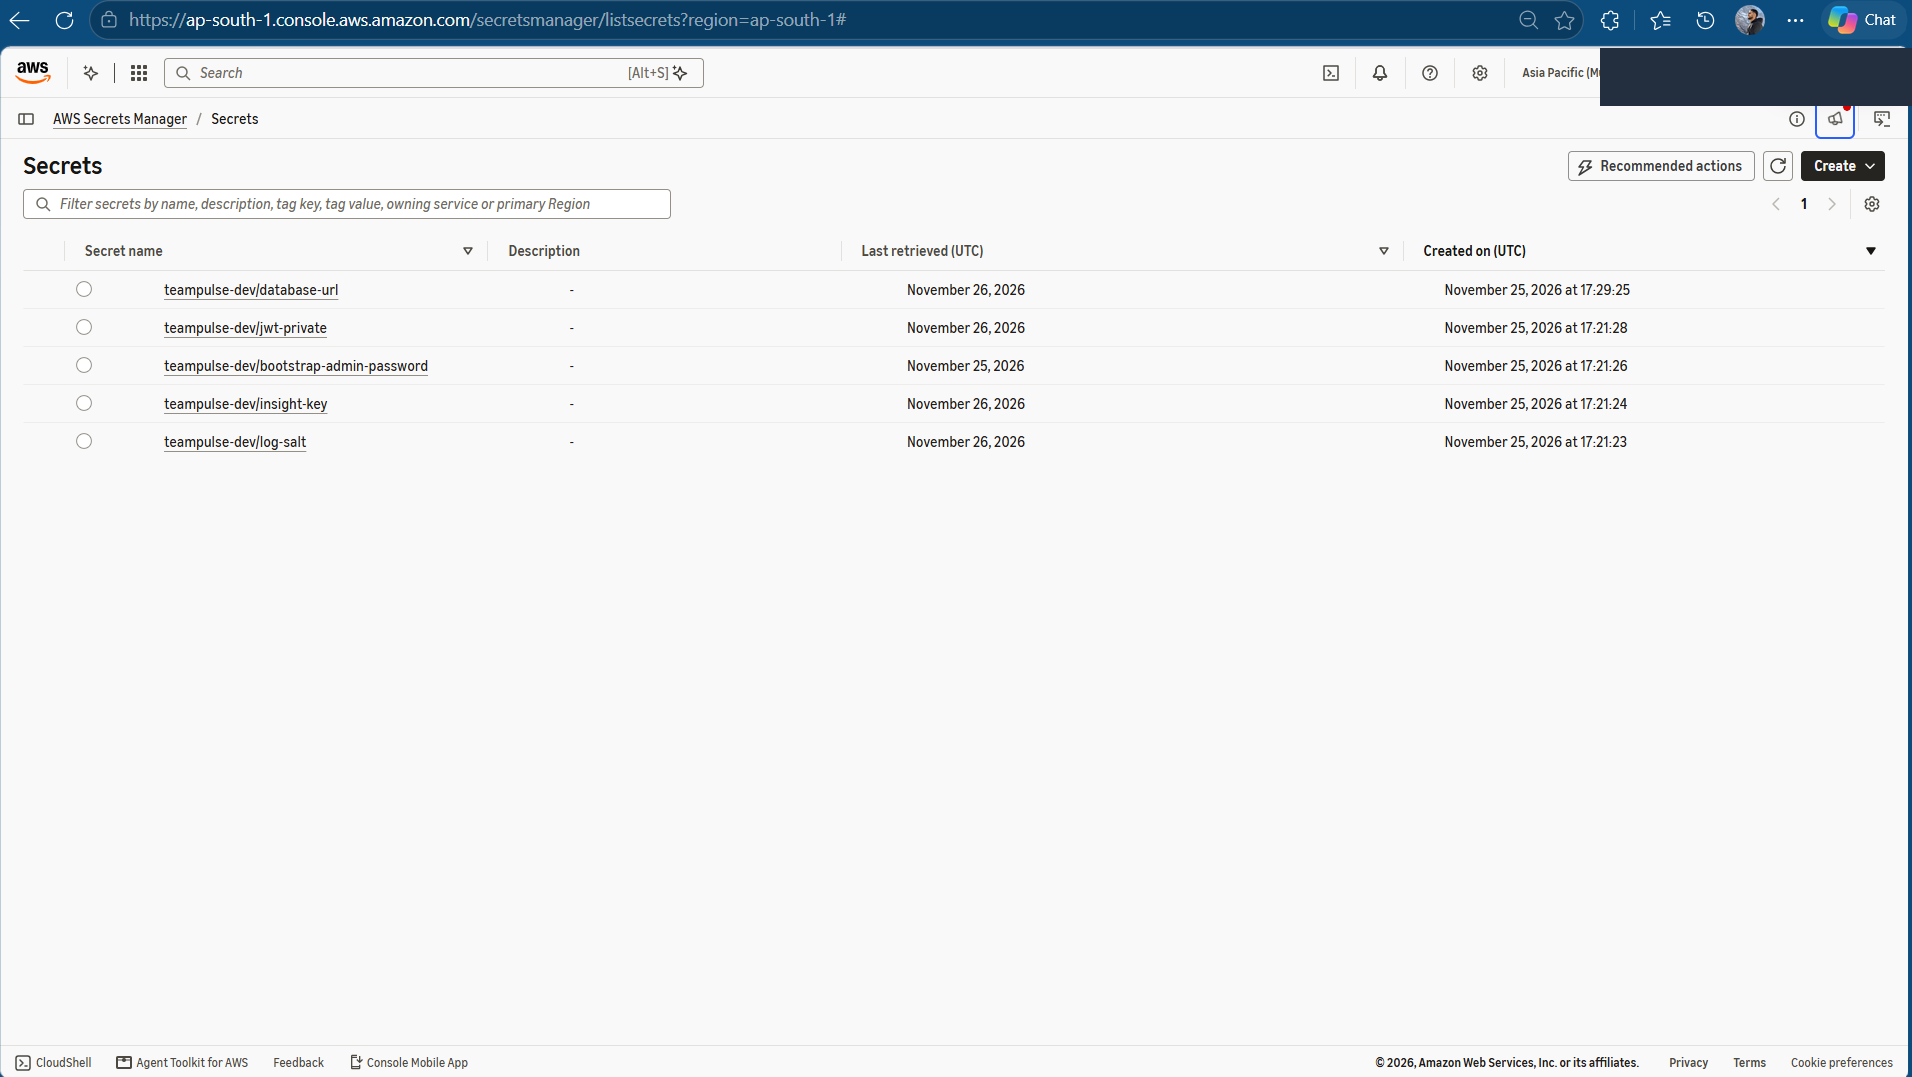 https://ap-south-1.console.aws.amazon.com/secretsmanager/listsecrets?region=ap-south-1#
Chat
aws
Search
[Alt+S]
Asia Pacific
AWS Secrets Manager / Secrets
Secrets
Recommended actions
Create
Filter secrets by name, description, tag key, tag value, owning service or primary Region
1
Secret name Description Last retrieved (UTC) Created on (UTC)
teampulse-dev/database-url - November 26, 2026 November 25, 2026 at 17:29:25
teampulse-dev/jwt-private - November 26, 2026 November 25, 2026 at 17:21:28
teampulse-dev/bootstrap-admin-password - November 25, 2026 November 25, 2026 at 17:21:26
teampulse-dev/insight-key - November 26, 2026 November 25, 2026 at 17:21:24
teampulse-dev/log-salt - November 26, 2026 November 25, 2026 at 17:21:23
CloudShell Agent Toolkit for AWS Feedback Console Mobile App © 2026, Amazon Web Services, Inc. or its affiliates. Privacy Terms Cookie preferences